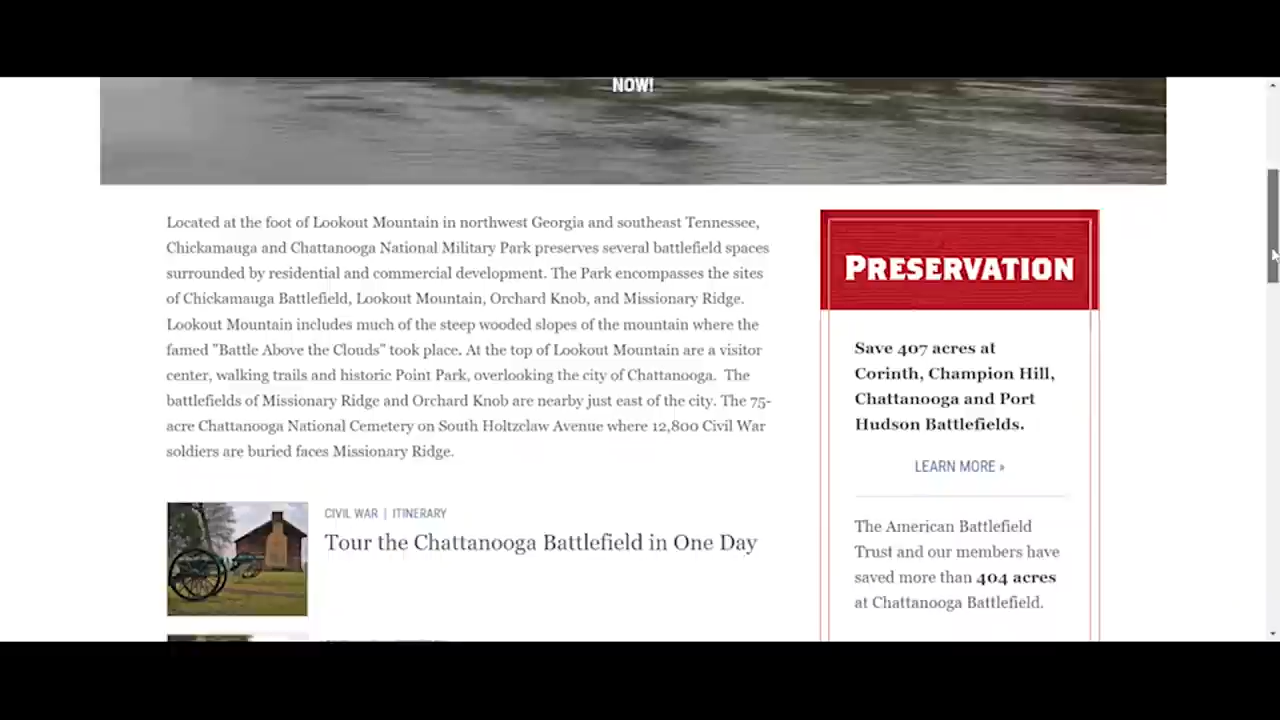 NOW!
Located at the foot of Lookout Mountain in northwest Georgia and southeast Tennessee,
Chickamauga and Chattanooga National Military Park preserves several battlefield spaces
surrounded by residential and commercial development. The Park encompasses the sites
of Chickamauga Battlefield, Lookout Mountain, Orchard Knob, and Missionary Ridge.
Lookout Mountain includes much of the steep wooded slopes of the mountain where the
famed "Battle Above the Clouds" took place. At the top of Lookout Mountain are a visitor
center, walking trails and historic Point Park, overlooking the city of Chattanooga. The
battlefields of Missionary Ridge and Orchard Knob are nearby just east of the city. The 75-
acre Chattanooga National Cemetery on South Holtzclaw Avenue where 12,800 Civil War
soldiers are buried faces Missionary Ridge.
CIVIL WAR | ITINERARY
Tour the Chattanooga Battlefield in One Day
PRESERVATION
Save 407 acres at
Corinth, Champion Hill,
Chattanooga and Port
Hudson Battlefields.
LEARN MORE »
The American Battlefield
Trust and our members have
saved more than 404 acres
at Chattanooga Battlefield.